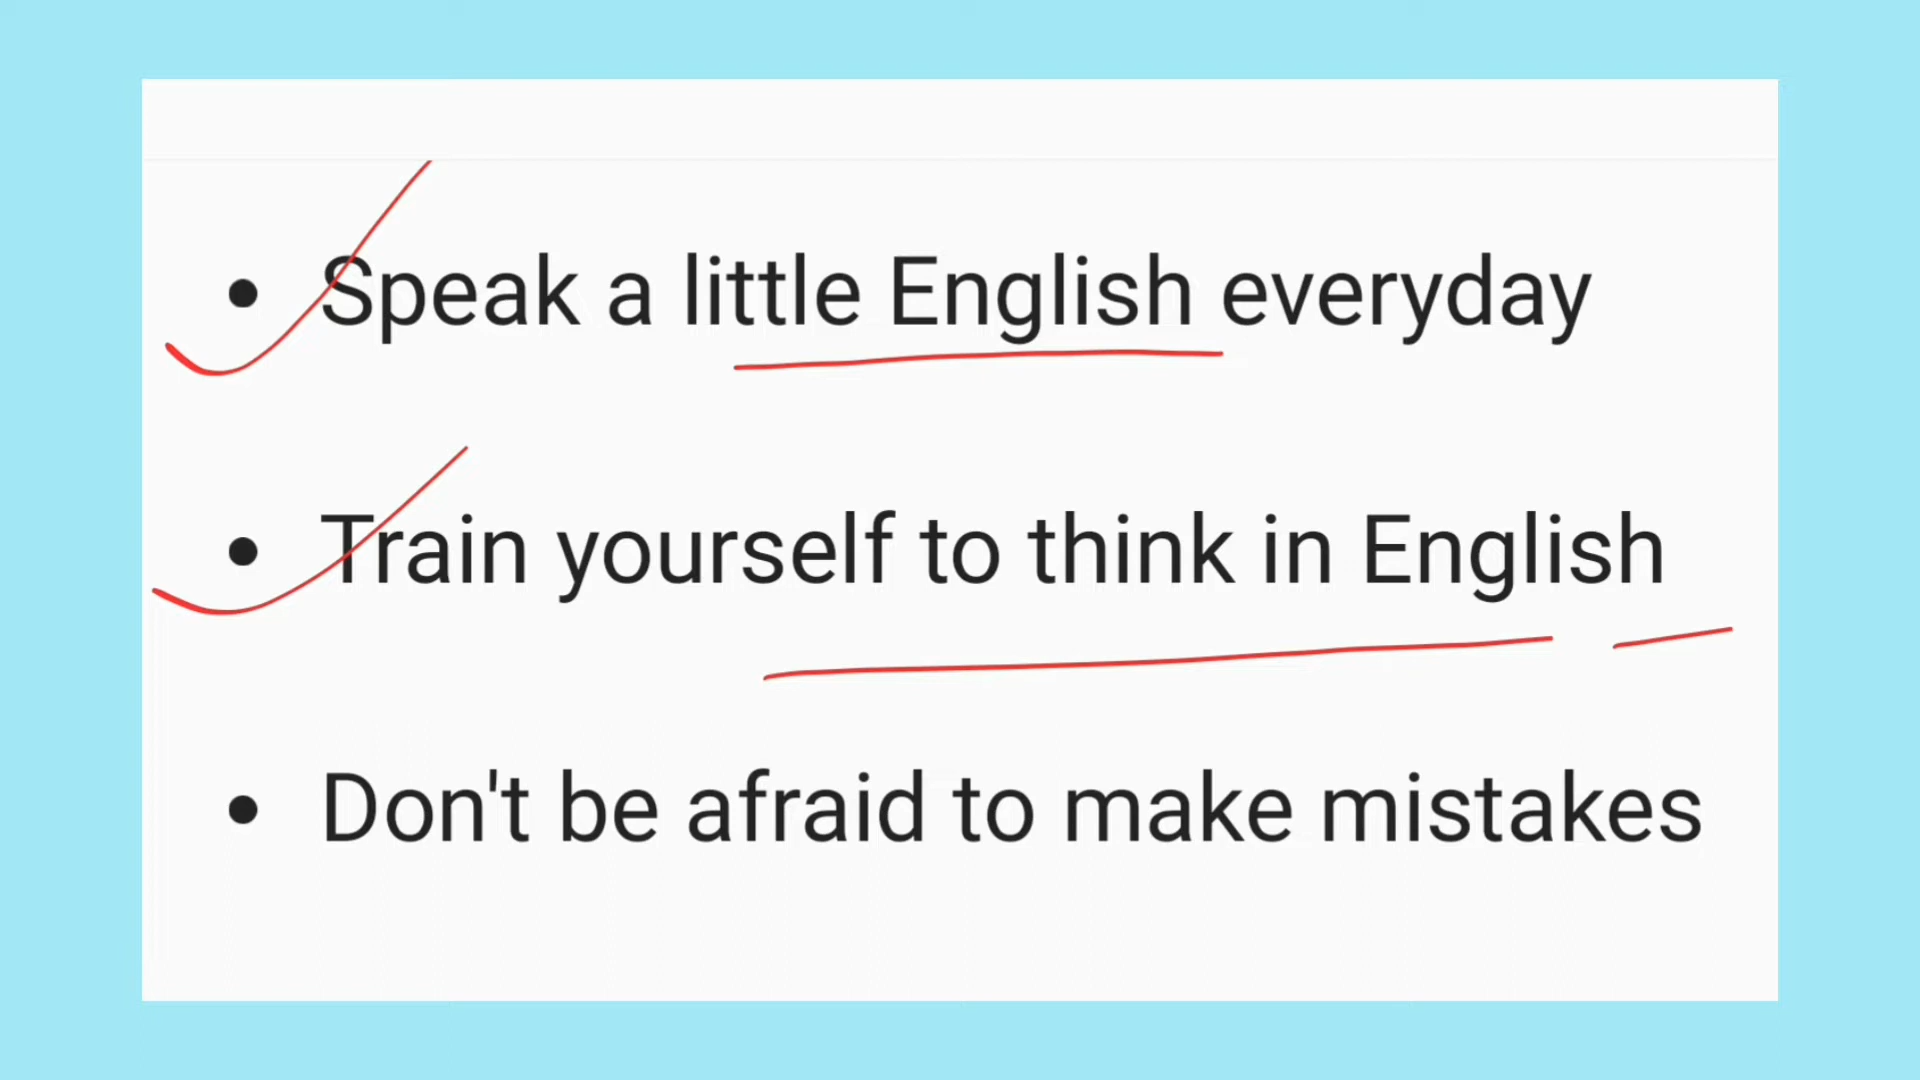 • Speak a little English everyday
• Train yourself to think in English
• Don't be afraid to make mistakes